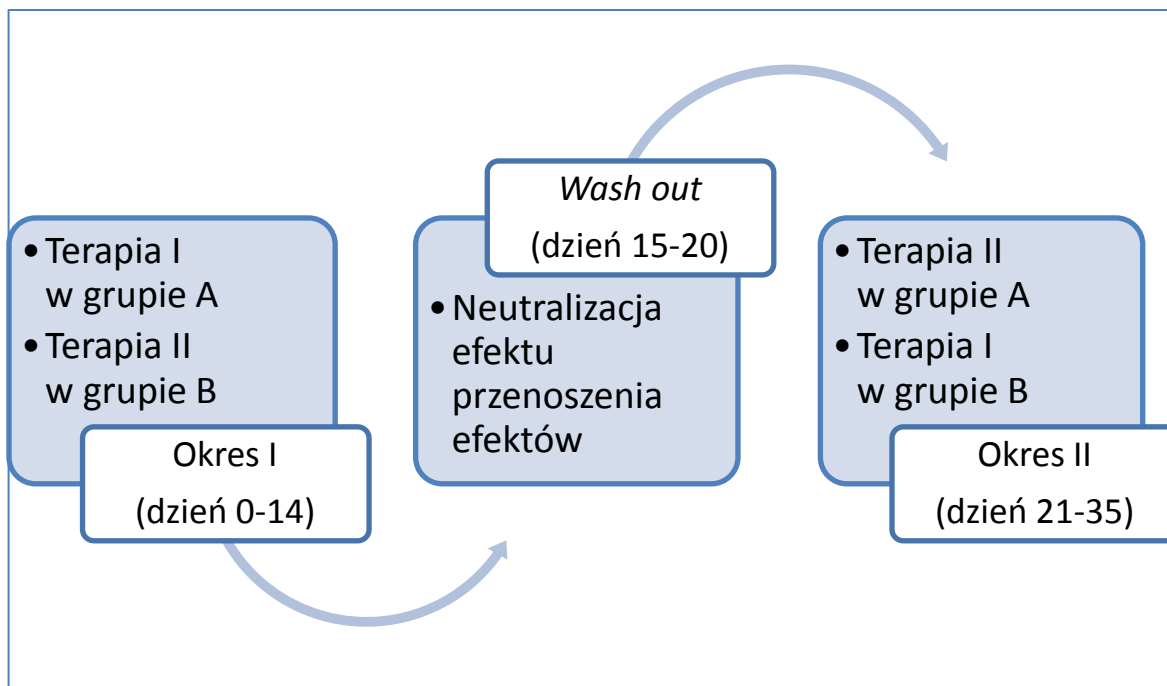 • Terapia I
w grupie A
• Terapia II
w grupie B
Okres I
(dzień 0-14)
Wash out
(dzień 15-20)
• Neutralizacja
efektu
przenoszenia
efektów
• Terapia II
w grupie A
• Terapia I
w grupie B
Okres II
(dzień 21-35)